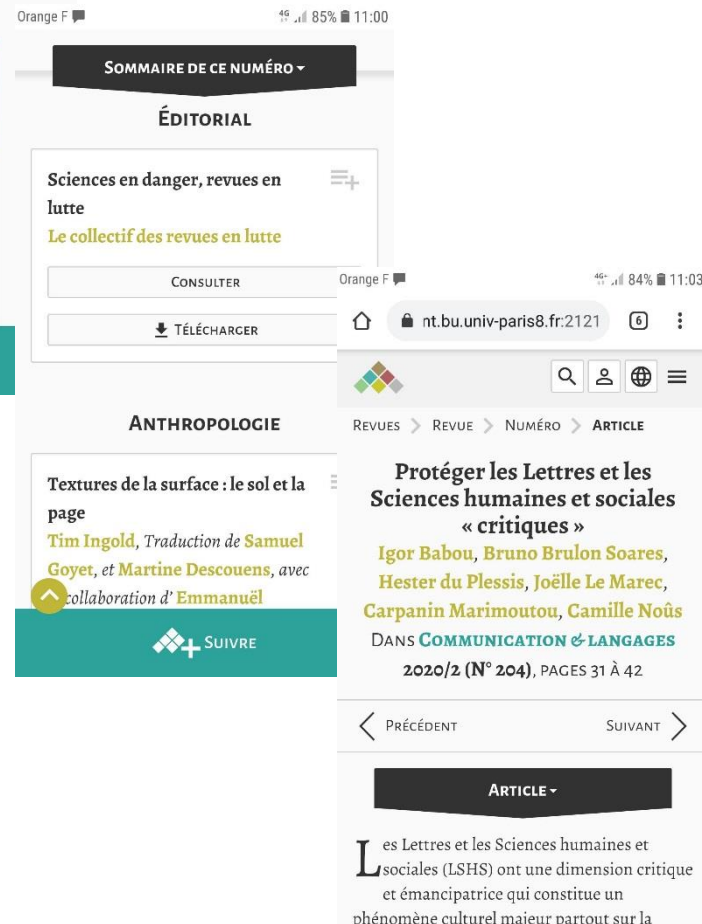 Orange F 4G 85% 11:00
SOMMAIRE DE CE NUMÉRO
ÉDITORIAL
Sciences en danger, revues en
lutte
Le collectif des revues en lutte
CONSULTER
TÉLÉCHARGER
ANTHROPOLOGIE
Textures de la surface : le sol et la
page
Tim Ingold, Traduction de Samuel
Goyet, et Martine Descouens, avec
collaboration d’ Emmanuël
SUIVRE
Orange F 4G+ 84% 11:03
nt.bu.univ-paris8.fr:2121 6
REVUES REVUE NUMÉRO ARTICLE
Protéger les Lettres et les
Sciences humaines et sociales
« critiques »
Igor Babou, Bruno Brulon Soares,
Hester du Plessis, Joëlle Le Marec,
Carpanin Marimoutou, Camille Noûs
DANS COMMUNICATION & LANGAGES
2020/2 (N° 204), PAGES 31 À 42
PRÉCÉDENT SUIVANT
ARTICLE
Les Lettres et les Sciences humaines et
sociales (LSHS) ont une dimension critique
et émancipatrice qui constitue un
phénomène culturel majeur partout sur la